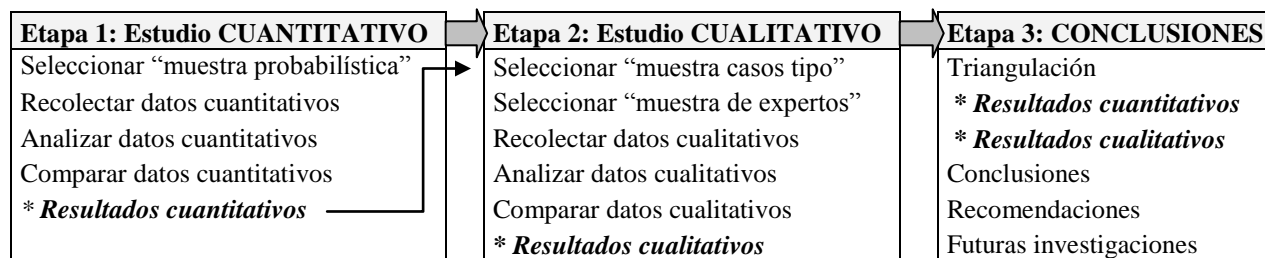 Etapa 1: Estudio CUANTITATIVO
Seleccionar “muestra probabilística”
Recolectar datos cuantitativos
Analizar datos cuantitativos
Comparar datos cuantitativos
* Resultados cuantitativos
Etapa 2: Estudio CUALITATIVO
Seleccionar “muestra casos tipo”
Seleccionar “muestra de expertos”
Recolectar datos cualitativos
Analizar datos cualitativos
Comparar datos cualitativos
* Resultados cualitativos
Etapa 3: CONCLUSIONES
Triangulación
* Resultados cuantitativos
* Resultados cualitativos
Conclusiones
Recomendaciones
Futuras investigaciones